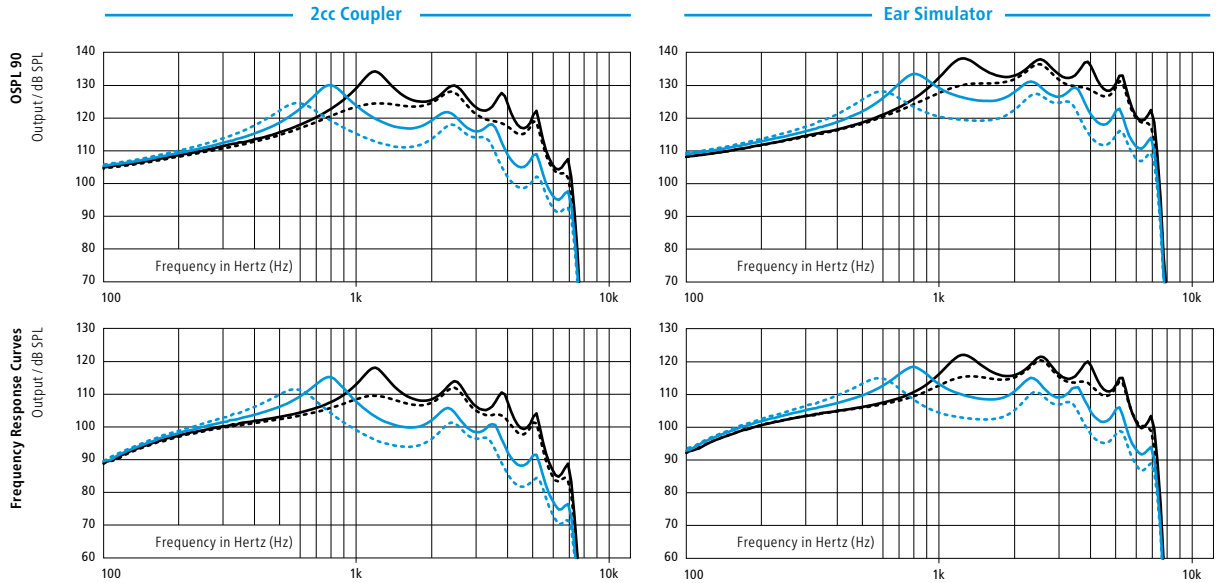 2cc Coupler
Ear Simulator
OSPL 90
Output / dB SPL
140
130
120
110
100
90
80
70
Frequency in Hertz (Hz)
100
1k
10k
140
130
120
110
100
90
80
70
Frequency in Hertz (Hz)
100
1k
10k
Frequency Response Curves
Output / dB SPL
130
120
110
100
90
80
70
60
Frequency in Hertz (Hz)
100
1k
10k
130
120
110
100
90
80
70
60
Frequency in Hertz (Hz)
100
1k
10k